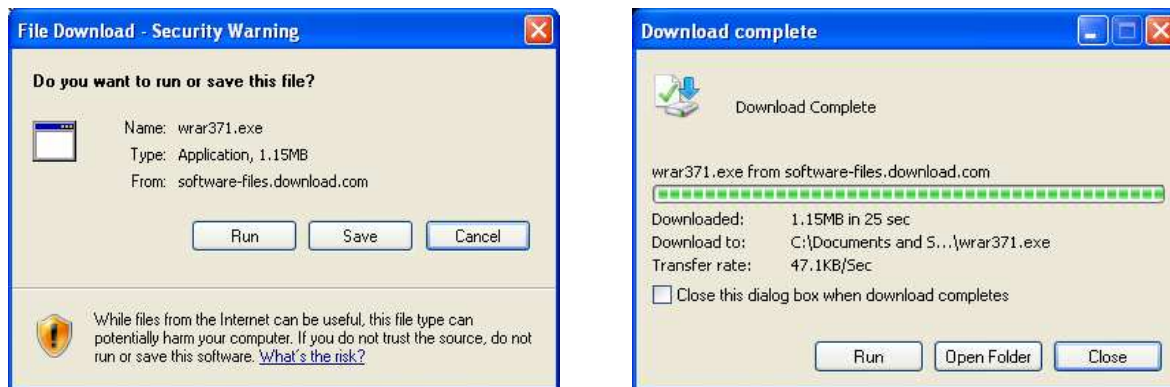 File Download - Security Warning
Do you want to run or save this file?
Name: wrar371.exe
Type: Application, 1.15MB
From: software-files.download.com
Run Save Cancel
While files from the Internet can be useful, this file type can
potentially harm your computer. If you do not trust the source, do not
run or save this software. What's the risk?
Download complete
Download Complete
wrar371.exe from software-files.download.com
Downloaded: 1.15MB in 25 sec
Download to: C:\Documents and S...\wrar371.exe
Transfer rate: 47.1KB/Sec
Close this dialog box when download completes
Run Open Folder Close